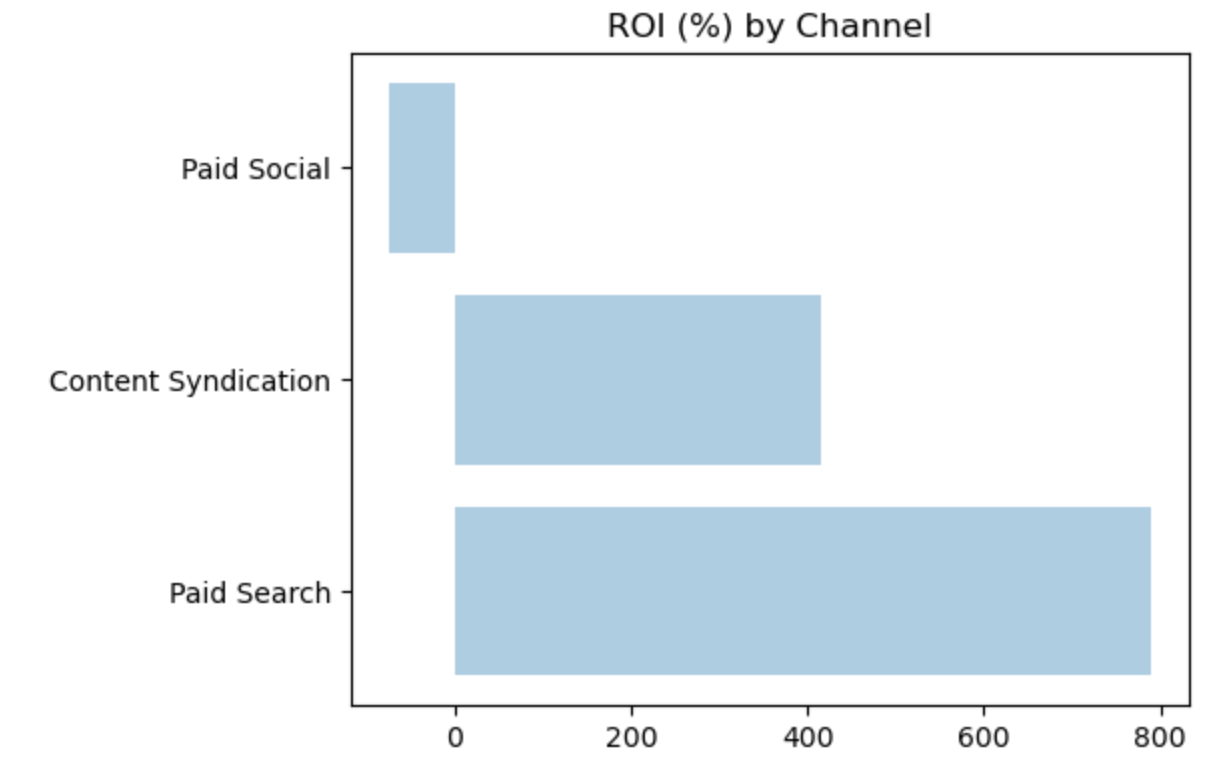 ROI (%) by Channel
Paid Social
Content Syndication
Paid Search
0 200 400 600 800